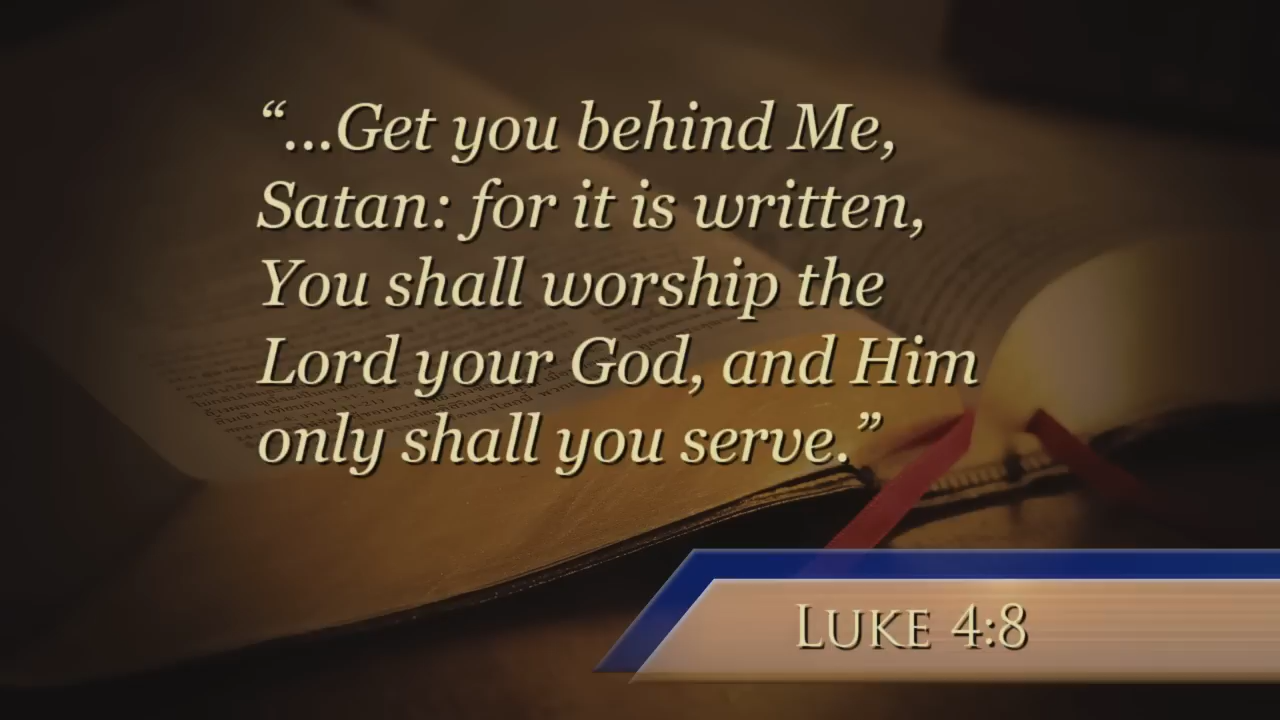 “...Get you behind Me,
Satan: for it is written,
You shall worship the
Lord your God, and Him
only shall you serve.”
LUKE 4:8